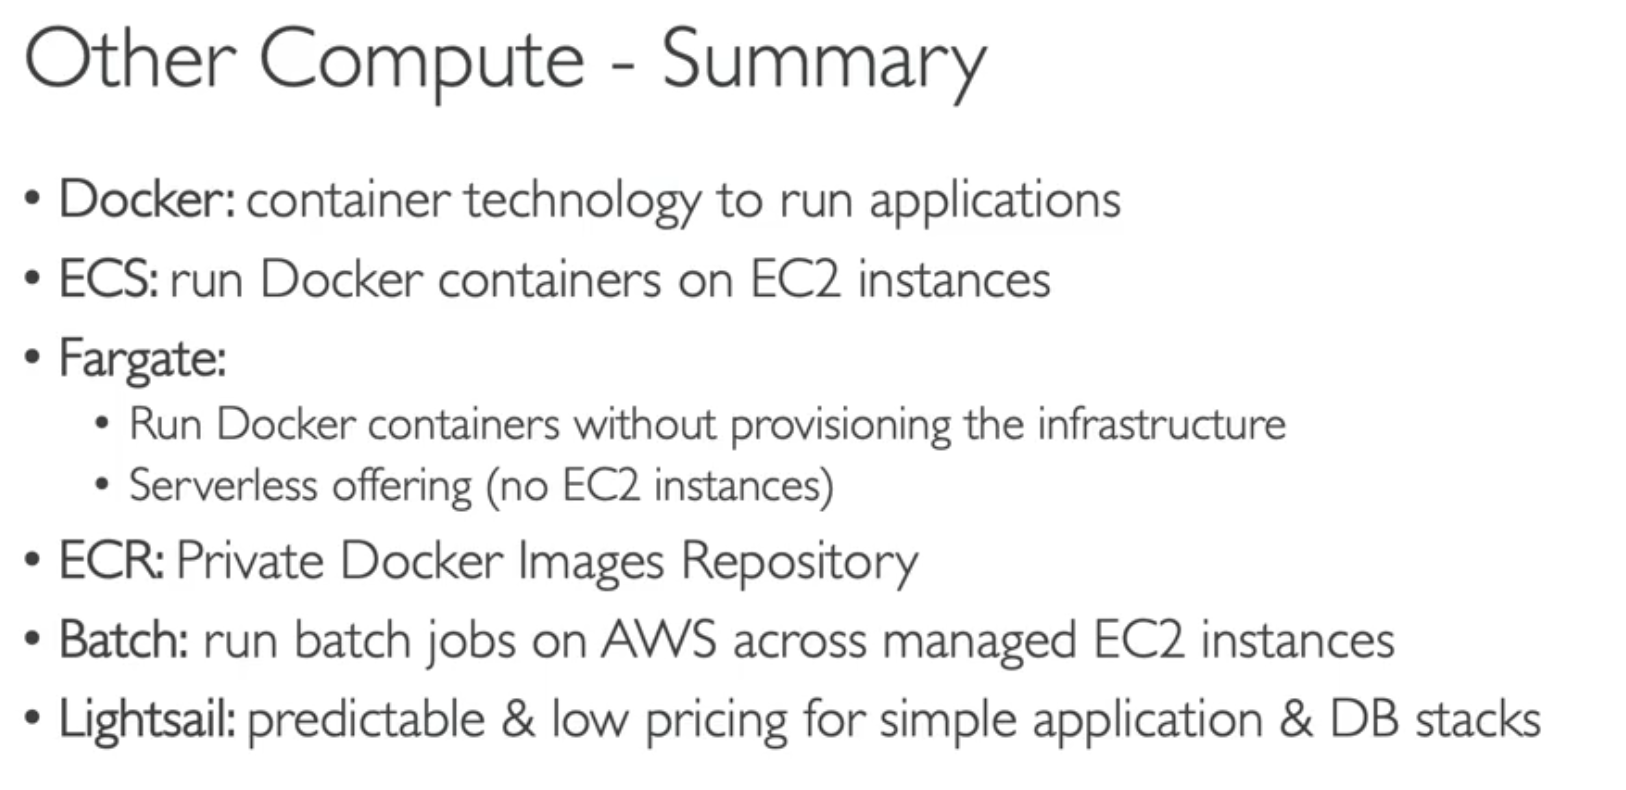 Other Compute - Summary
• Docker: container technology to run applications
• ECS: run Docker containers on EC2 instances
• Fargate:
• Run Docker containers without provisioning the infrastructure
• Serverless offering (no EC2 instances)
• ECR: Private Docker Images Repository
• Batch: run batch jobs on AWS across managed EC2 instances
• Lightsail: predictable & low pricing for simple application & DB stacks